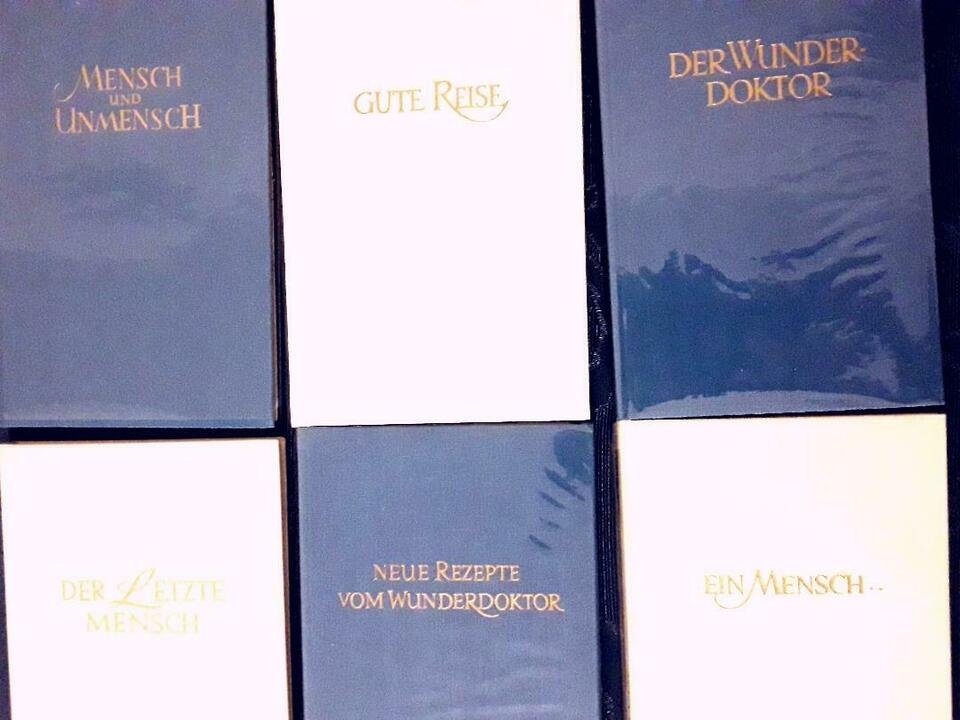 MENSCH
UND
UNMENSCH
GUTE REISE
DER WUNDER-
DOKTOR
DER LETZTE
MENSCH
NEUE REZEPTE
VOM WUNDERDOKTOR
EIN MENSCH..